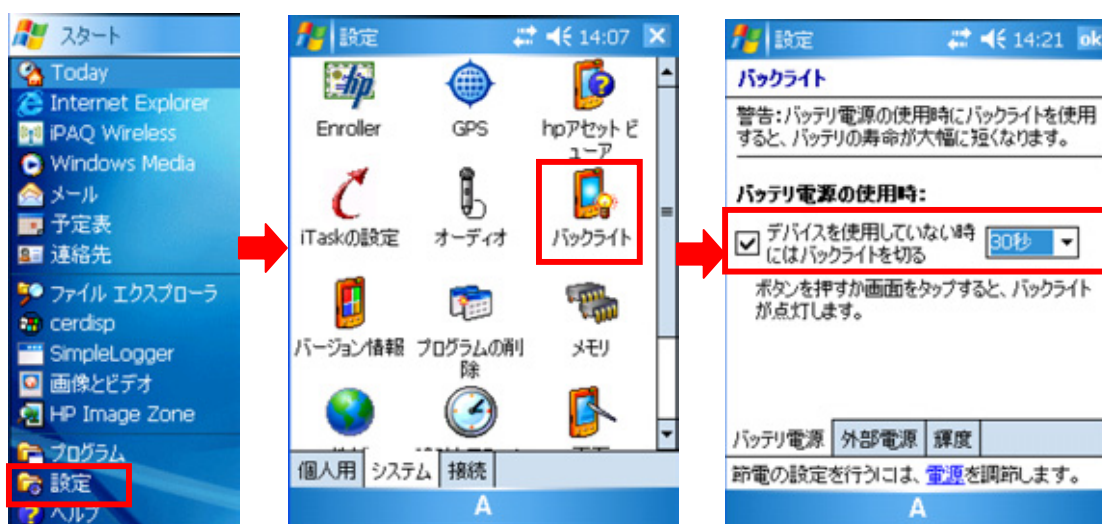 スタート
Today
Internet Explorer
iPAQ Wireless
Windows Media
メール
予定表
連絡先
ファイル エクスプローラ
cerdisp
SimpleLogger
画像とビデオ
HP Image Zone
プログラム
設定
ヘルプ
設定 14:07
Enroller
GPS
hpアセット ビ
ューア
iTaskの設定
オーディオ
バックライト
バージョン情報
プログラムの削
除
メモリ
個人用 システム 接続
A
設定 14:21 ok
バックライト
警告:バッテリ電源の使用時にバックライトを使用
すると、バッテリの寿命が大幅に短くなります。
バッテリ電源の使用時:
デバイスを使用していない時
にはバックライトを切る
30秒
ボタンを押すか画面をタップすると、バックライト
が点灯します。
バッテリ電源 外部電源 輝度
節電の設定を行うには、電源を調節します。
A